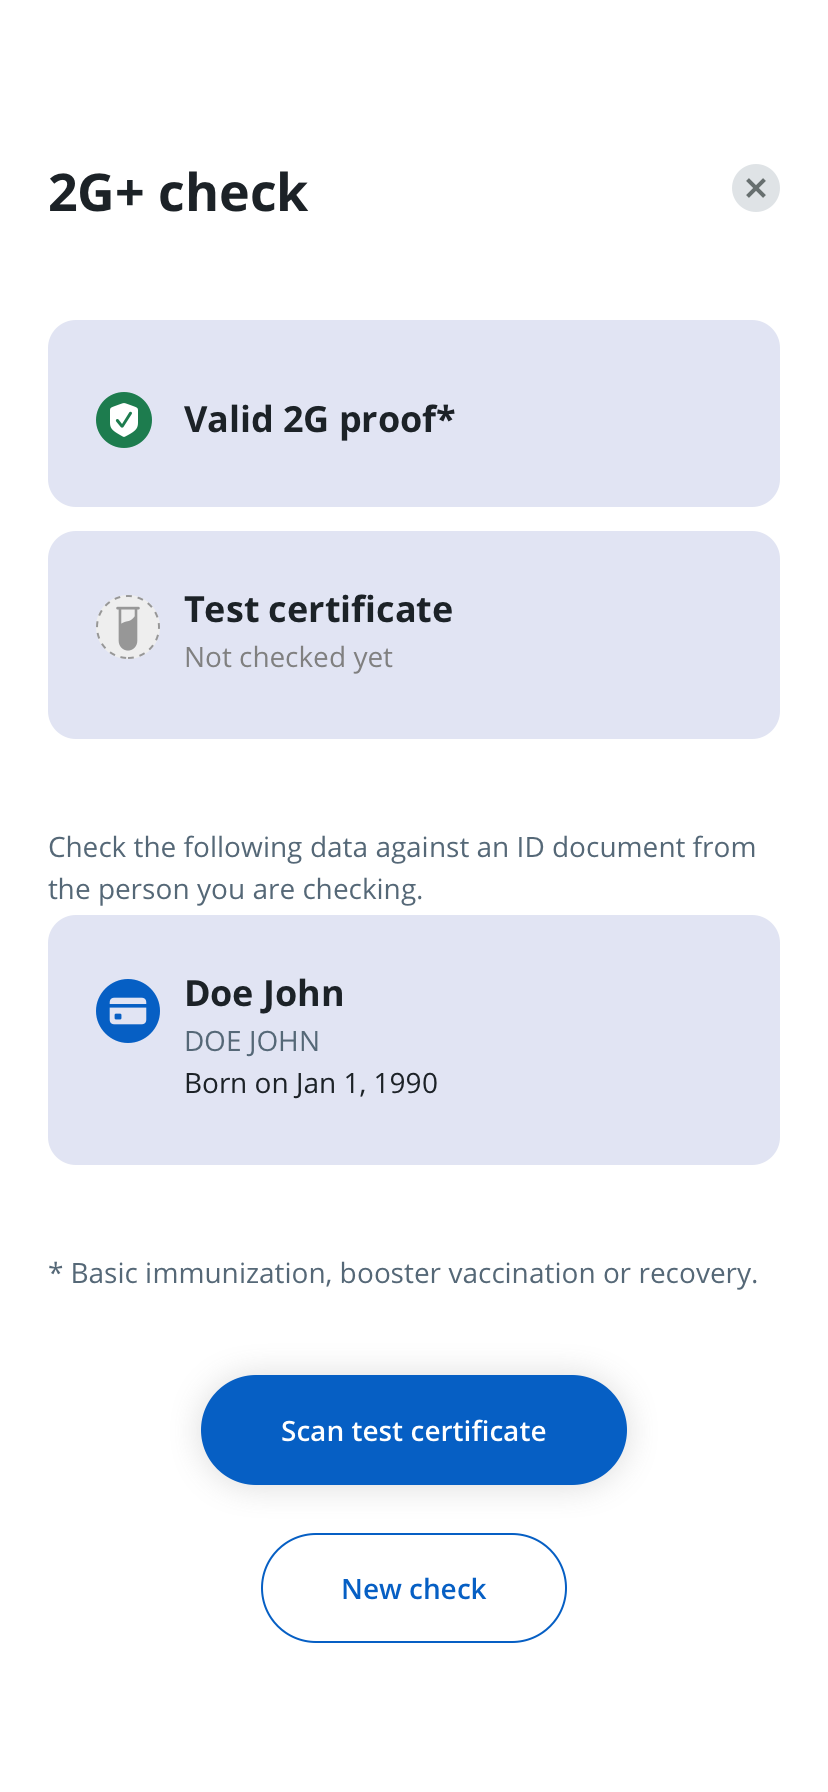 2G+ check
Valid 2G proof*
Test certificate
Not checked yet
Check the following data against an ID document from
the person you are checking.
Doe John
DOE JOHN
Born on Jan 1, 1990
* Basic immunization, booster vaccination or recovery.
Scan test certificate
New check